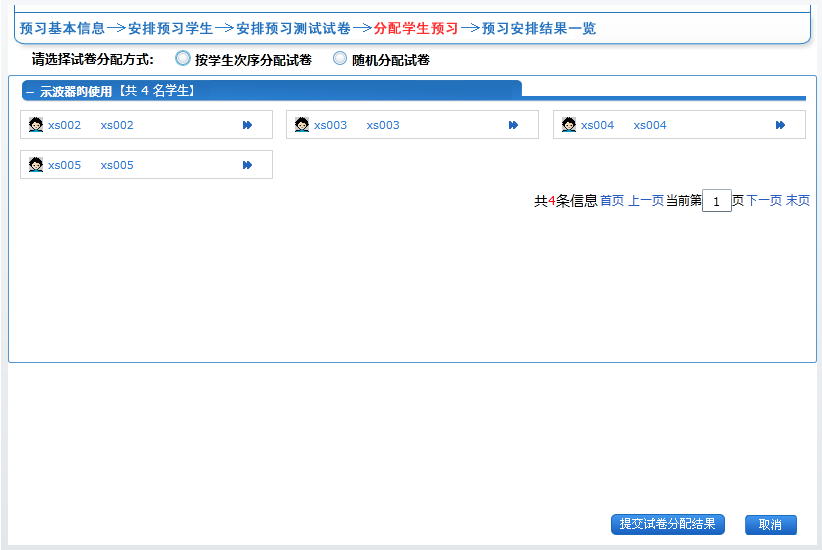 预习基本信息—>安排预习学生—>安排预习测试试卷—>分配学生预习—>预习安排结果一览
请选择试卷分配方式: 按学生次序分配试卷 随机分配试卷
– 示波器的使用【共 4 名学生】
xs002 xs002 xs003 xs003 xs004 xs004
xs005 xs005
共4条信息 首页 上一页 当前第 1 页 下一页 末页
提交试卷分配结果 取消